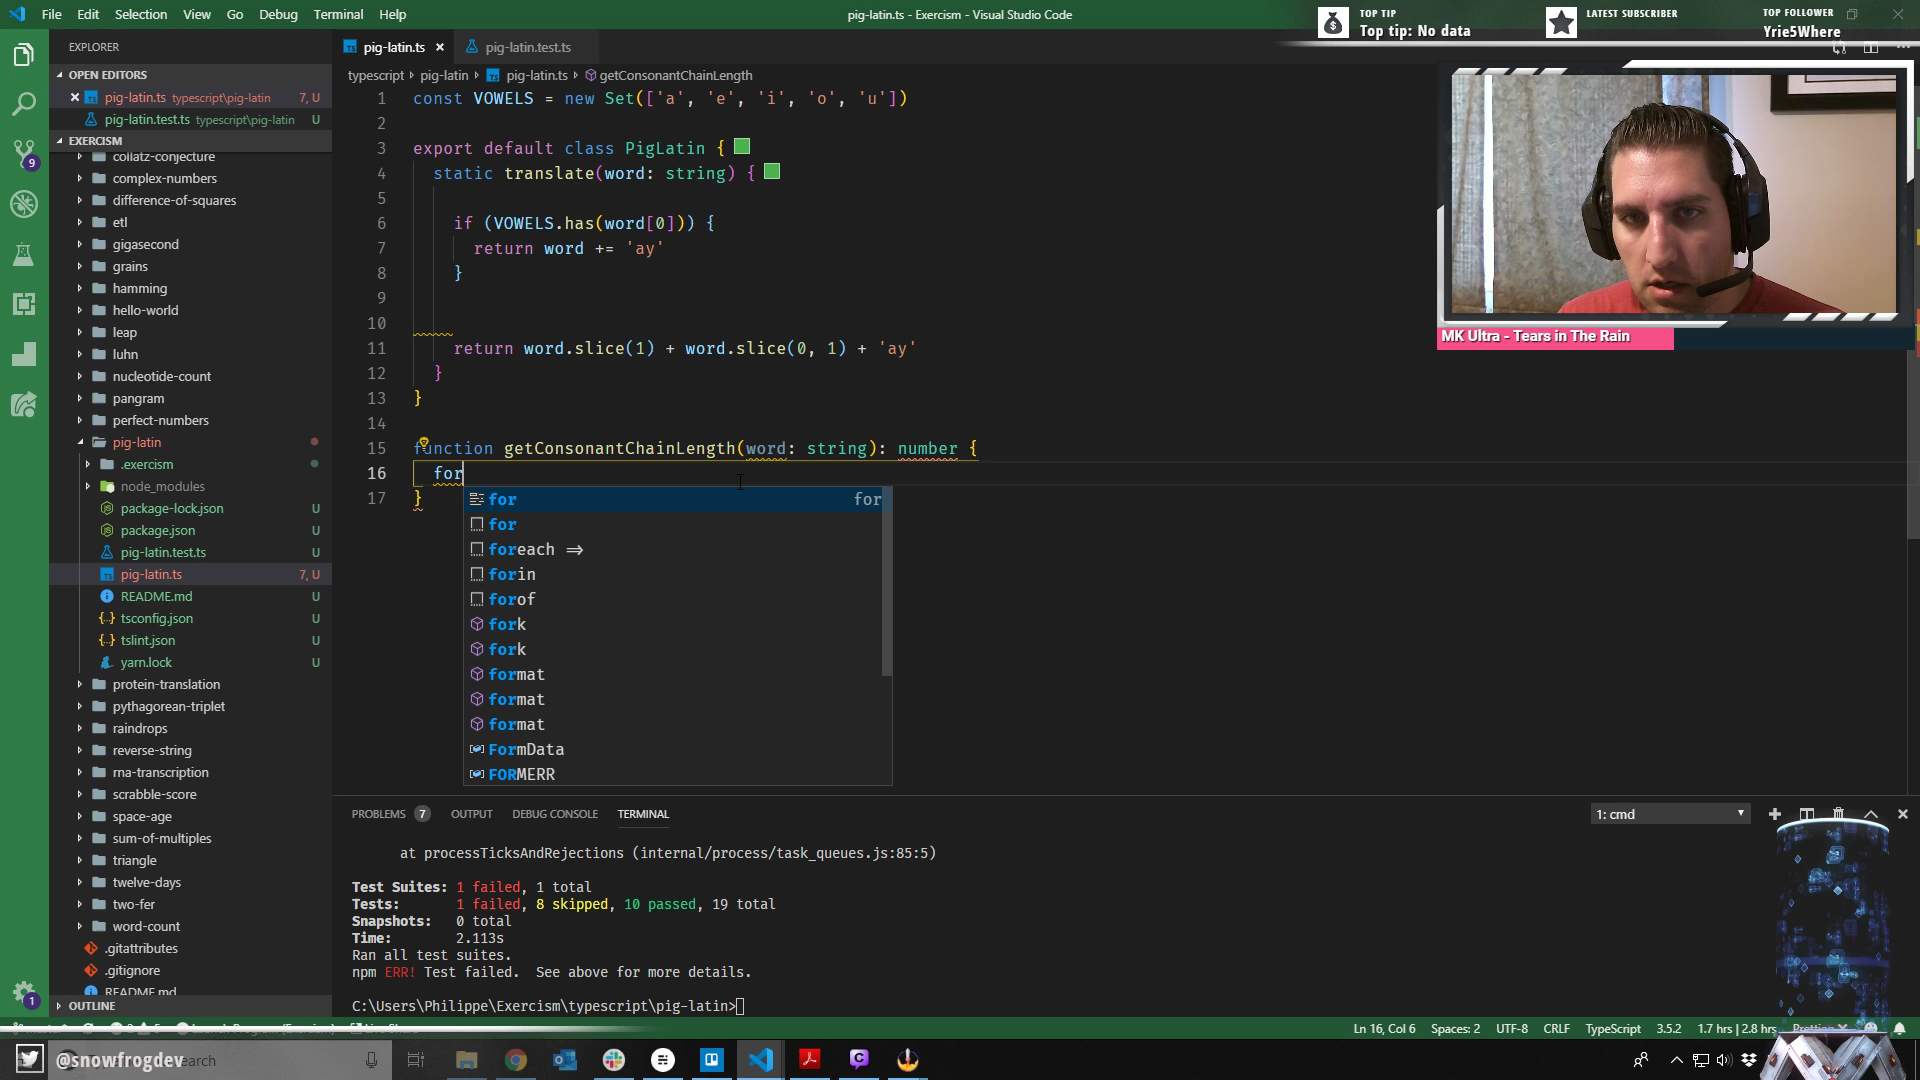 File Edit Selection View Go Debug Terminal Help
pig-latin.ts - Exercism - Visual Studio Code
TOP TIP
Top tip: No data
LATEST SUBSCRIBER
TOP FOLLOWER
Yrie5Where
EXPLORER
OPEN EDITORS
pig-latin.ts typescript\pig-latin 7, U
pig-latin.test.ts typescript\pig-latin U
EXERCISM
collatz-conjecture
complex-numbers
difference-of-squares
etl
gigasecond
grains
hamming
hello-world
leap
luhn
nucleotide-count
pangram
perfect-numbers
pig-latin
.exercism
node_modules
package-lock.json U
package.json U
pig-latin.test.ts U
pig-latin.ts 7, U
README.md U
tsconfig.json U
tslint.json U
yarn.lock U
protein-translation
pythagorean-triplet
raindrops
reverse-string
rna-transcription
scrabble-score
space-age
sum-of-multiples
triangle
twelve-days
two-fer
word-count
.gitattributes
.gitignore
README.md
OUTLINE
9
1
pig-latin.ts
pig-latin.test.ts
typescript pig-latin pig-latin.ts getConsonantChainLength
1 const VOWELS = new Set(['a', 'e', 'i', 'o', 'u'])
2
3 export default class PigLatin {
4 static translate(word: string) {
5
6 if (VOWELS.has(word[0])) {
7 return word += 'ay'
8 }
9
10
11 return word.slice(1) + word.slice(0, 1) + 'ay'
12 }
13 }
14
15 function getConsonantChainLength(word: string): number {
16 for
17 }
for for
for
foreach =>
forin
forof
fork
fork
format
format
format
FormData
FORMERR
MK Ultra - Tears in The Rain
PROBLEMS 7 OUTPUT DEBUG CONSOLE TERMINAL
1: cmd
at processTicksAndRejections (internal/process/task_queues.js:85:5)
Test Suites: 1 failed, 1 total
Tests: 1 failed, 8 skipped, 10 passed, 19 total
Snapshots: 0 total
Time: 2.113s
Ran all test suites.
npm ERR! Test failed. See above for more details.
C:\Users\Philippe\Exercism\typescript\pig-latin>
Ln 16, Col 6 Spaces: 2 UTF-8 CRLF TypeScript 3.5.2 1.7 hrs | 2.8 hrs
@snowfrogdev